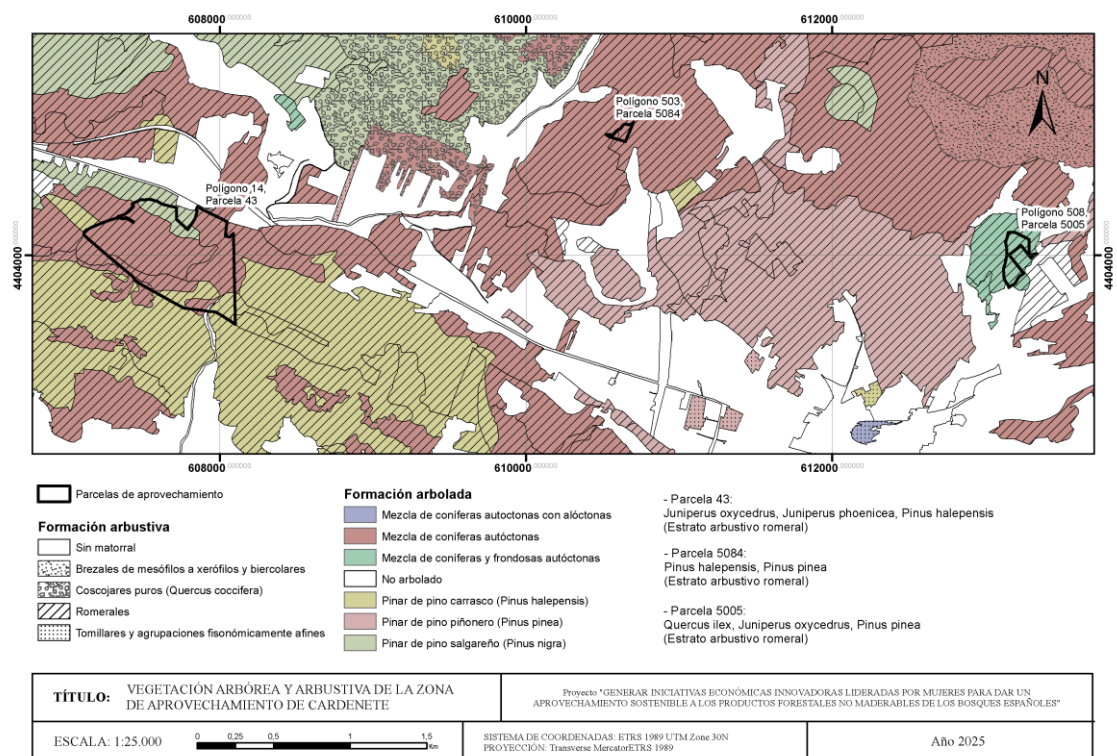 608000,000000
610000,000000
612000,000000
N
Polígono 503,
Parcela 5084
Polígono 14,
Parcela 43
Polígono 508,
Parcela 5005
4404000,000000
4404000,000000
608000,000000
610000,000000
612000,000000
Parcelas de aprovechamiento
Formación arbustiva
Sin matorral
Brezales de mesófilos a xerófilos y biercolares
Coscojares puros (Quercus coccifera)
Romerales
Tomillares y agrupaciones fisonómicamente afines
Formación arbolada
Mezcla de coníferas autoctonas con alóctonas
Mezcla de coníferas autóctonas
Mezcla de coníferas y frondosas autóctonas
No arbolado
Pinar de pino carrasco (Pinus halepensis)
Pinar de pino piñonero (Pinus pinea)
Pinar de pino salgareño (Pinus nigra)
- Parcela 43:
Juniperus oxycedrus, Juniperus phoenicea, Pinus halepensis
(Estrato arbustivo romeral)
- Parcela 5084:
Pinus halepensis, Pinus pinea
(Estrato arbustivo romeral)
- Parcela 5005:
Quercus ilex, Juniperus oxycedrus, Pinus pinea
(Estrato arbustivo romeral)
TÍTULO: VEGETACIÓN ARBÓREA Y ARBUSTIVA DE LA ZONA
DE APROVECHAMIENTO DE CARDENETE
Proyecto "GENERAR INICIATIVAS ECONÓMICAS INNOVADORAS LIDERADAS POR MUJERES PARA DAR UN
APROVECHAMIENTO SOSTENIBLE A LOS PRODUCTOS FORESTALES NO MADERABLES DE LOS BOSQUES ESPAÑOLES"
ESCALA: 1:25.000
0 0,25 0,5 1 1,5
Km
SISTEMA DE COORDENADAS: ETRS 1989 UTM Zone 30N
PROYECCIÓN: Transverse MercatorETRS 1989
Año 2025